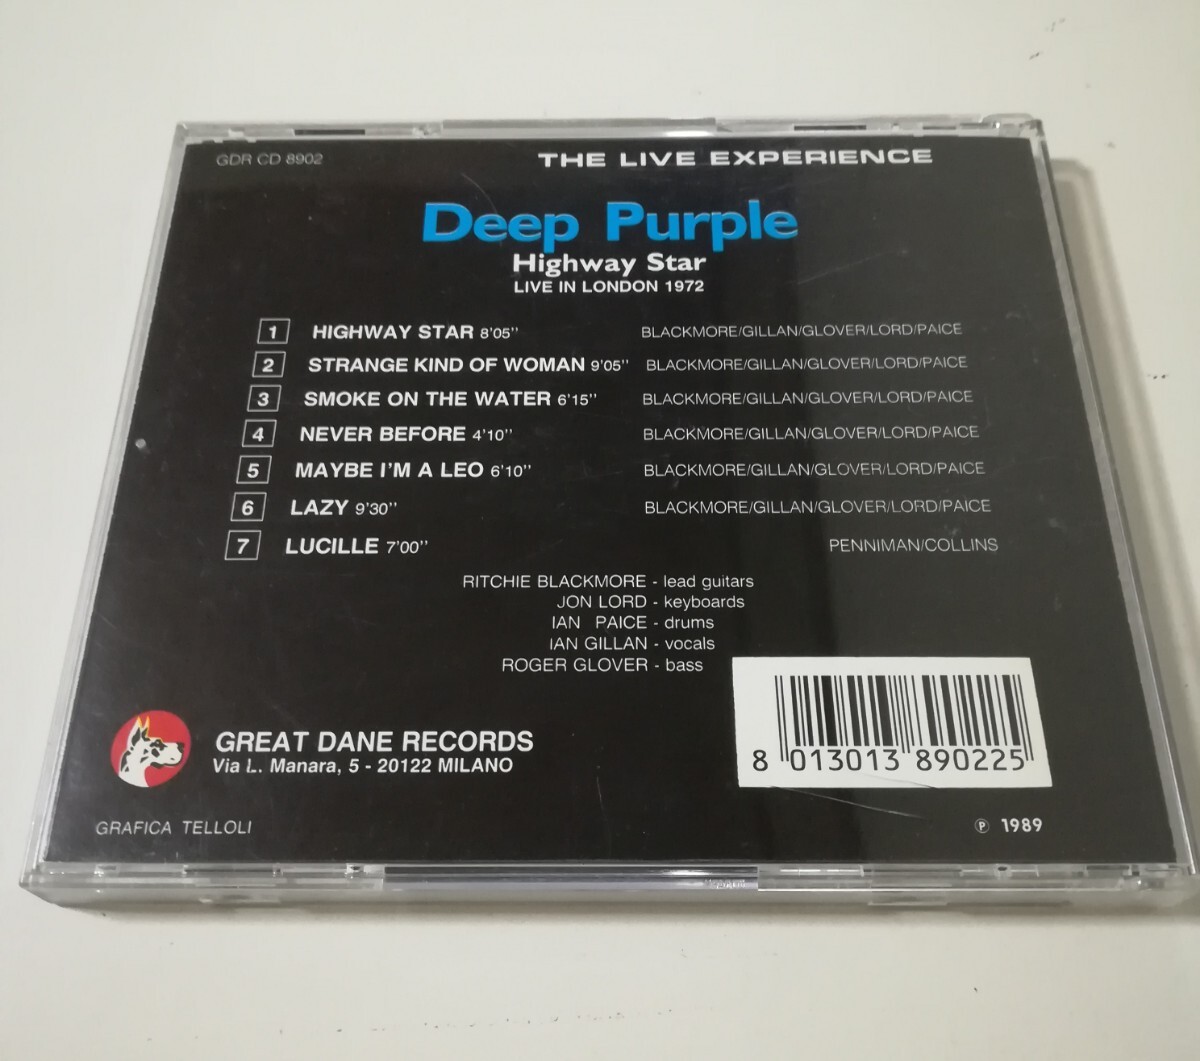 GDR CD 8902
THE LIVE EXPERIENCE
Deep Purple
Highway Star
LIVE IN LONDON 1972
1 HIGHWAY STAR 8'05'' BLACKMORE/GILLAN/GLOVER/LORD/PAICE
2 STRANGE KIND OF WOMAN 9'05'' BLACKMORE/GILLAN/GLOVER/LORD/PAICE
3 SMOKE ON THE WATER 6'15'' BLACKMORE/GILLAN/GLOVER/LORD/PAICE
4 NEVER BEFORE 4'10'' BLACKMORE/GILLAN/GLOVER/LORD/PAICE
5 MAYBE I'M A LEO 6'10'' BLACKMORE/GILLAN/GLOVER/LORD/PAICE
6 LAZY 9'30'' BLACKMORE/GILLAN/GLOVER/LORD/PAICE
7 LUCILLE 7'00'' PENNIMAN/COLLINS
RITCHIE BLACKMORE - lead guitars
JON LORD - keyboards
IAN PAICE - drums
IAN GILLAN - vocals
ROGER GLOVER - bass
GREAT DANE RECORDS
Via L. Manara, 5 - 20122 MILANO
8 013013 890225
GRAFICA TELLOLI
℗ 1989